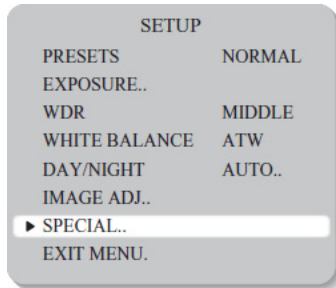 SETUP
PRESETS NORMAL
EXPOSURE..
WDR MIDDLE
WHITE BALANCE ATW
DAY/NIGHT AUTO..
IMAGE ADJ..
SPECIAL..
EXIT MENU.